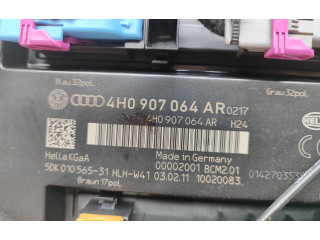 Blau 32pol.
Grau 32pol.
4H0 907 064 AR 0217
4H0 907 064 AR H24
Hella KGaA
Made in Germany
00002001 BCM2.01
5DK 010 565-31 HLH-W41 03.02.11 10020083
Braun 17pol.